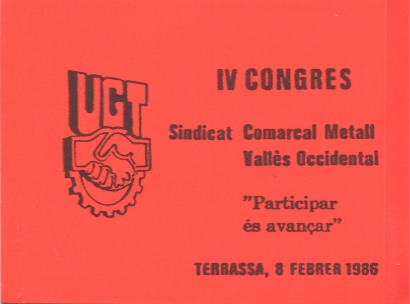 UGT
IV CONGRES
Sindicat Comarcal Metall
Vallès Occidental
"Participar
és avançar"
TERRASSA, 8 FEBRER 1986